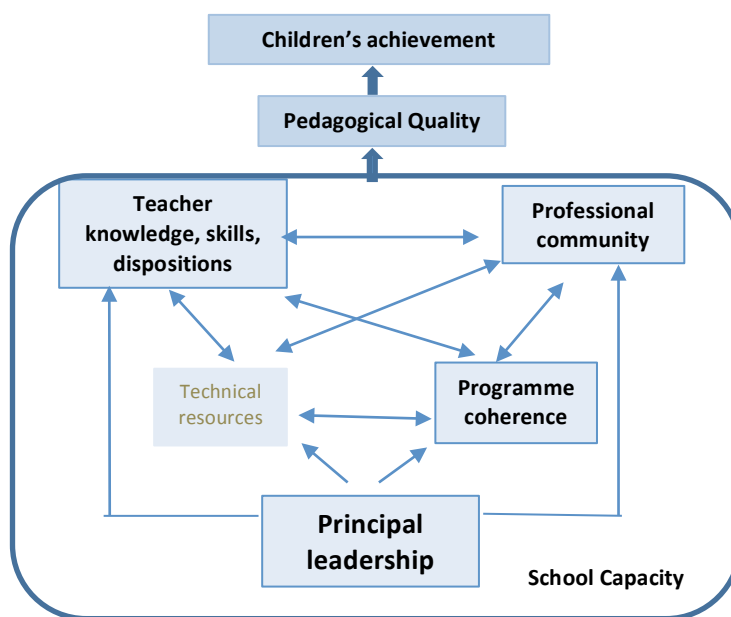 Children’s achievement
Pedagogical Quality
Teacher
knowledge, skills,
dispositions
Professional
community
Technical
resources
Programme
coherence
Principal
leadership
School Capacity